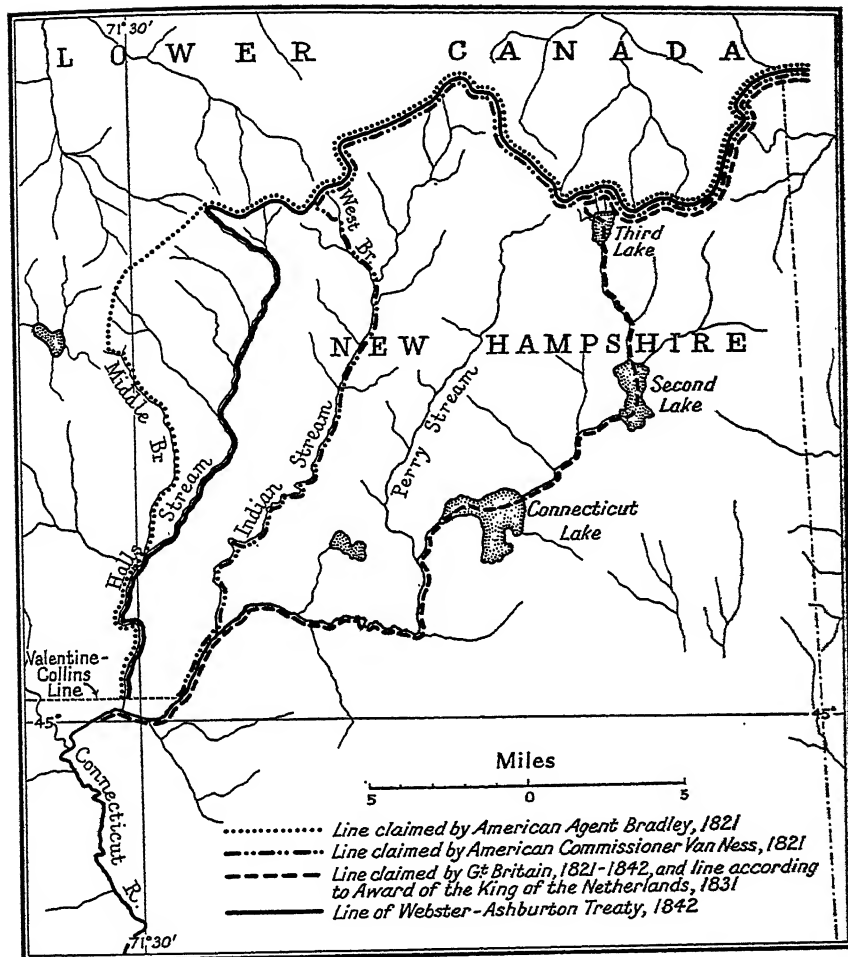 71°30'
LOWER CANADA
West Br.
Third
Lake
NEW HAMPSHIRE
Middle Br
Perry Stream
Second
Lake
Indian Stream
Halls Stream
Connecticut
Lake
Valentine-
Collins
Line
45°
45°
Connecticut R.
Miles
5 0 5
Line claimed by American Agent Bradley, 1821
Line claimed by American Commissioner Van Ness, 1821
Line claimed by Gt Britain, 1821-1842, and line according
to Award of the King of the Netherlands, 1831
Line of Webster-Ashburton Treaty, 1842
71°30'